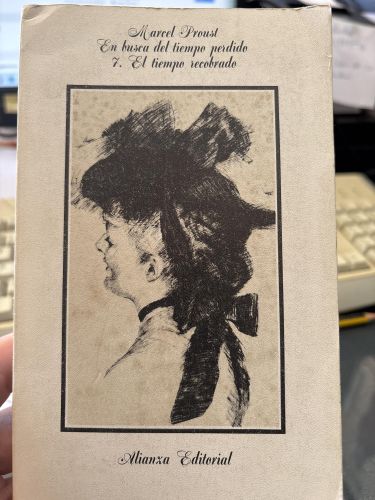 Marcel Proust
En busca del tiempo perdido
7. El tiempo recobrado
Alianza Editorial